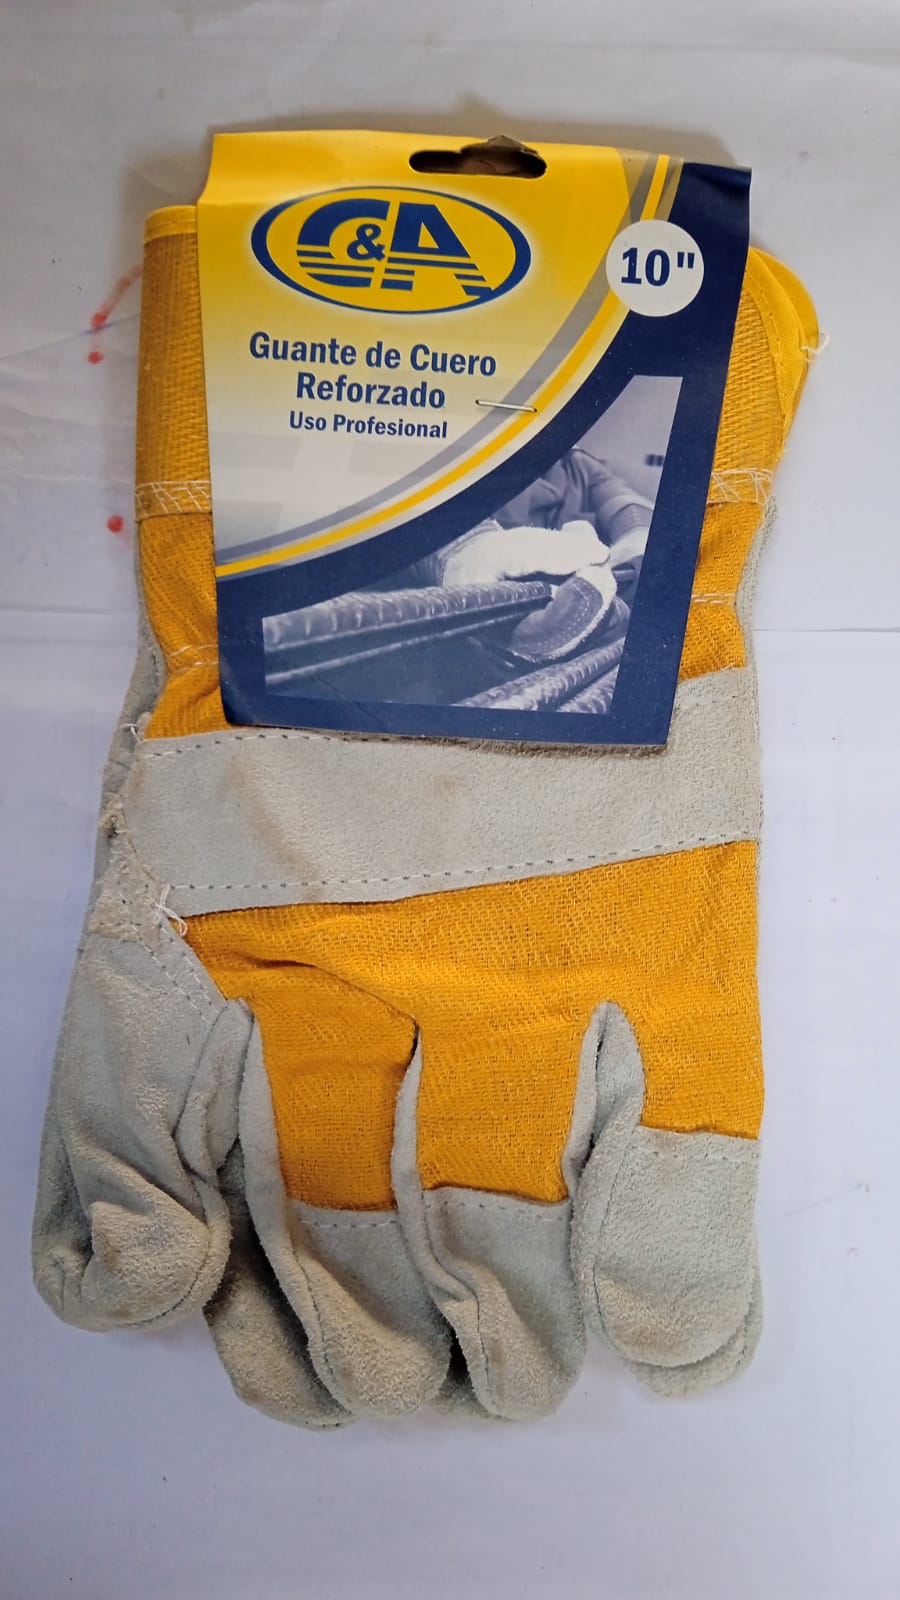 C&A
10"
Guante de Cuero
Reforzado
Uso Profesional